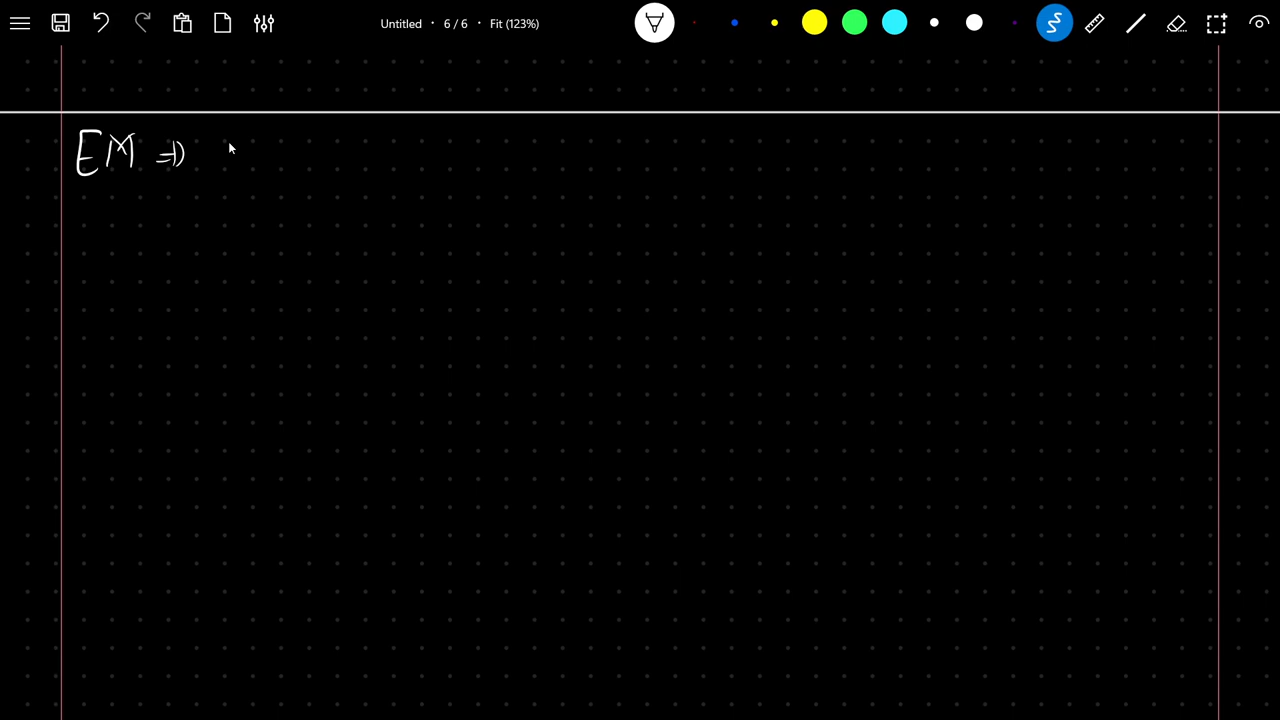 Untitled • 6 / 6 • Fit (123%)
EM ⇒